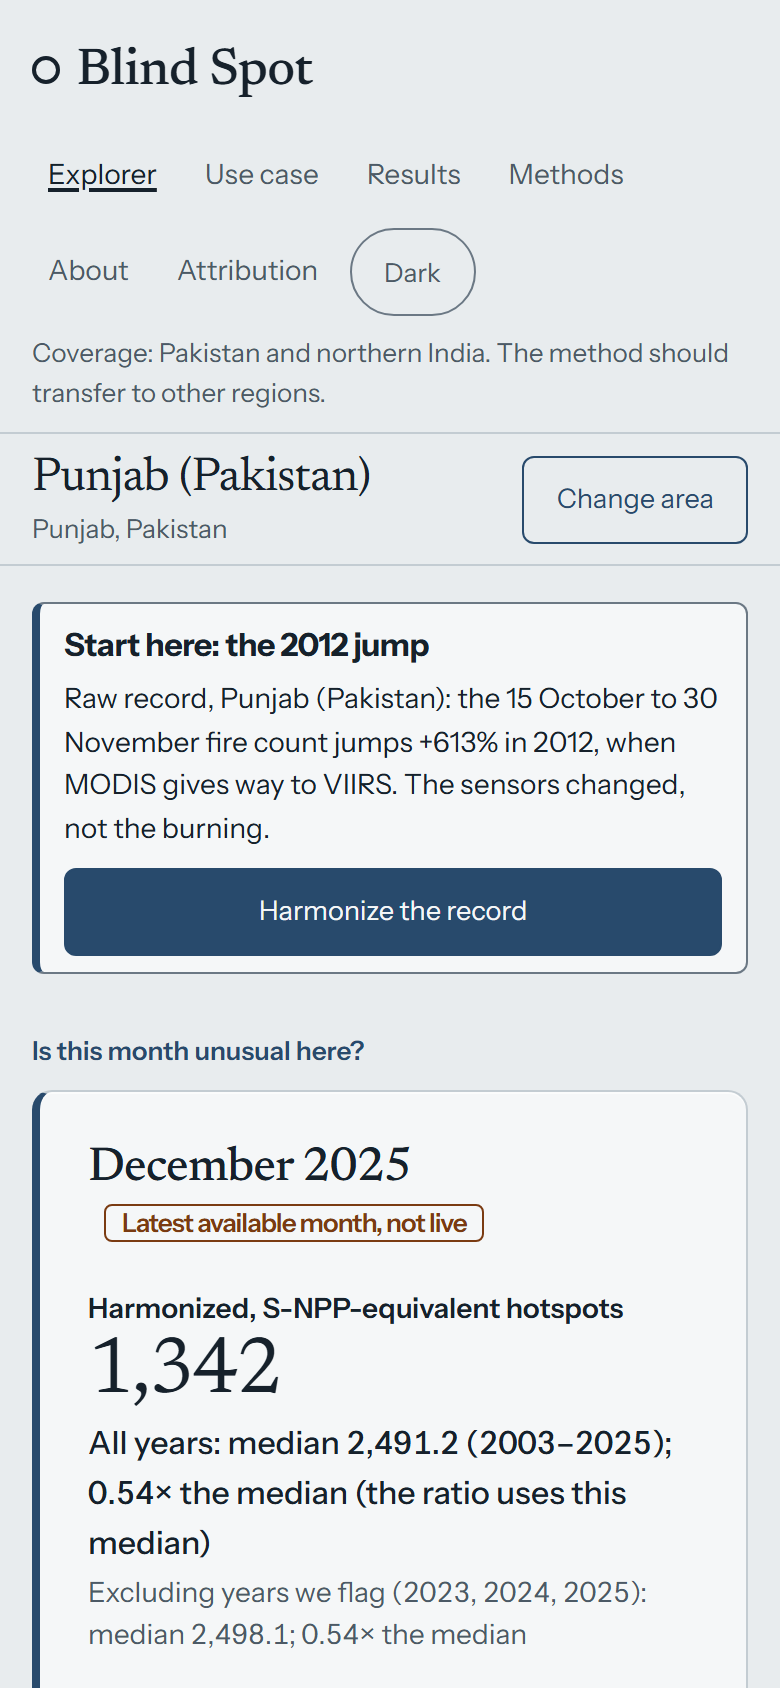 Blind Spot
Explorer Use case Results Methods
About Attribution Dark
Coverage: Pakistan and northern India. The method should
transfer to other regions.
Punjab (Pakistan)
Punjab, Pakistan
Change area
Start here: the 2012 jump
Raw record, Punjab (Pakistan): the 15 October to 30
November fire count jumps +613% in 2012, when
MODIS gives way to VIIRS. The sensors changed,
not the burning.
Harmonize the record
Is this month unusual here?
December 2025
Latest available month, not live
Harmonized, S-NPP-equivalent hotspots
1,342
All years: median 2,491.2 (2003–2025);
0.54× the median (the ratio uses this
median)
Excluding years we flag (2023, 2024, 2025):
median 2,498.1; 0.54× the median